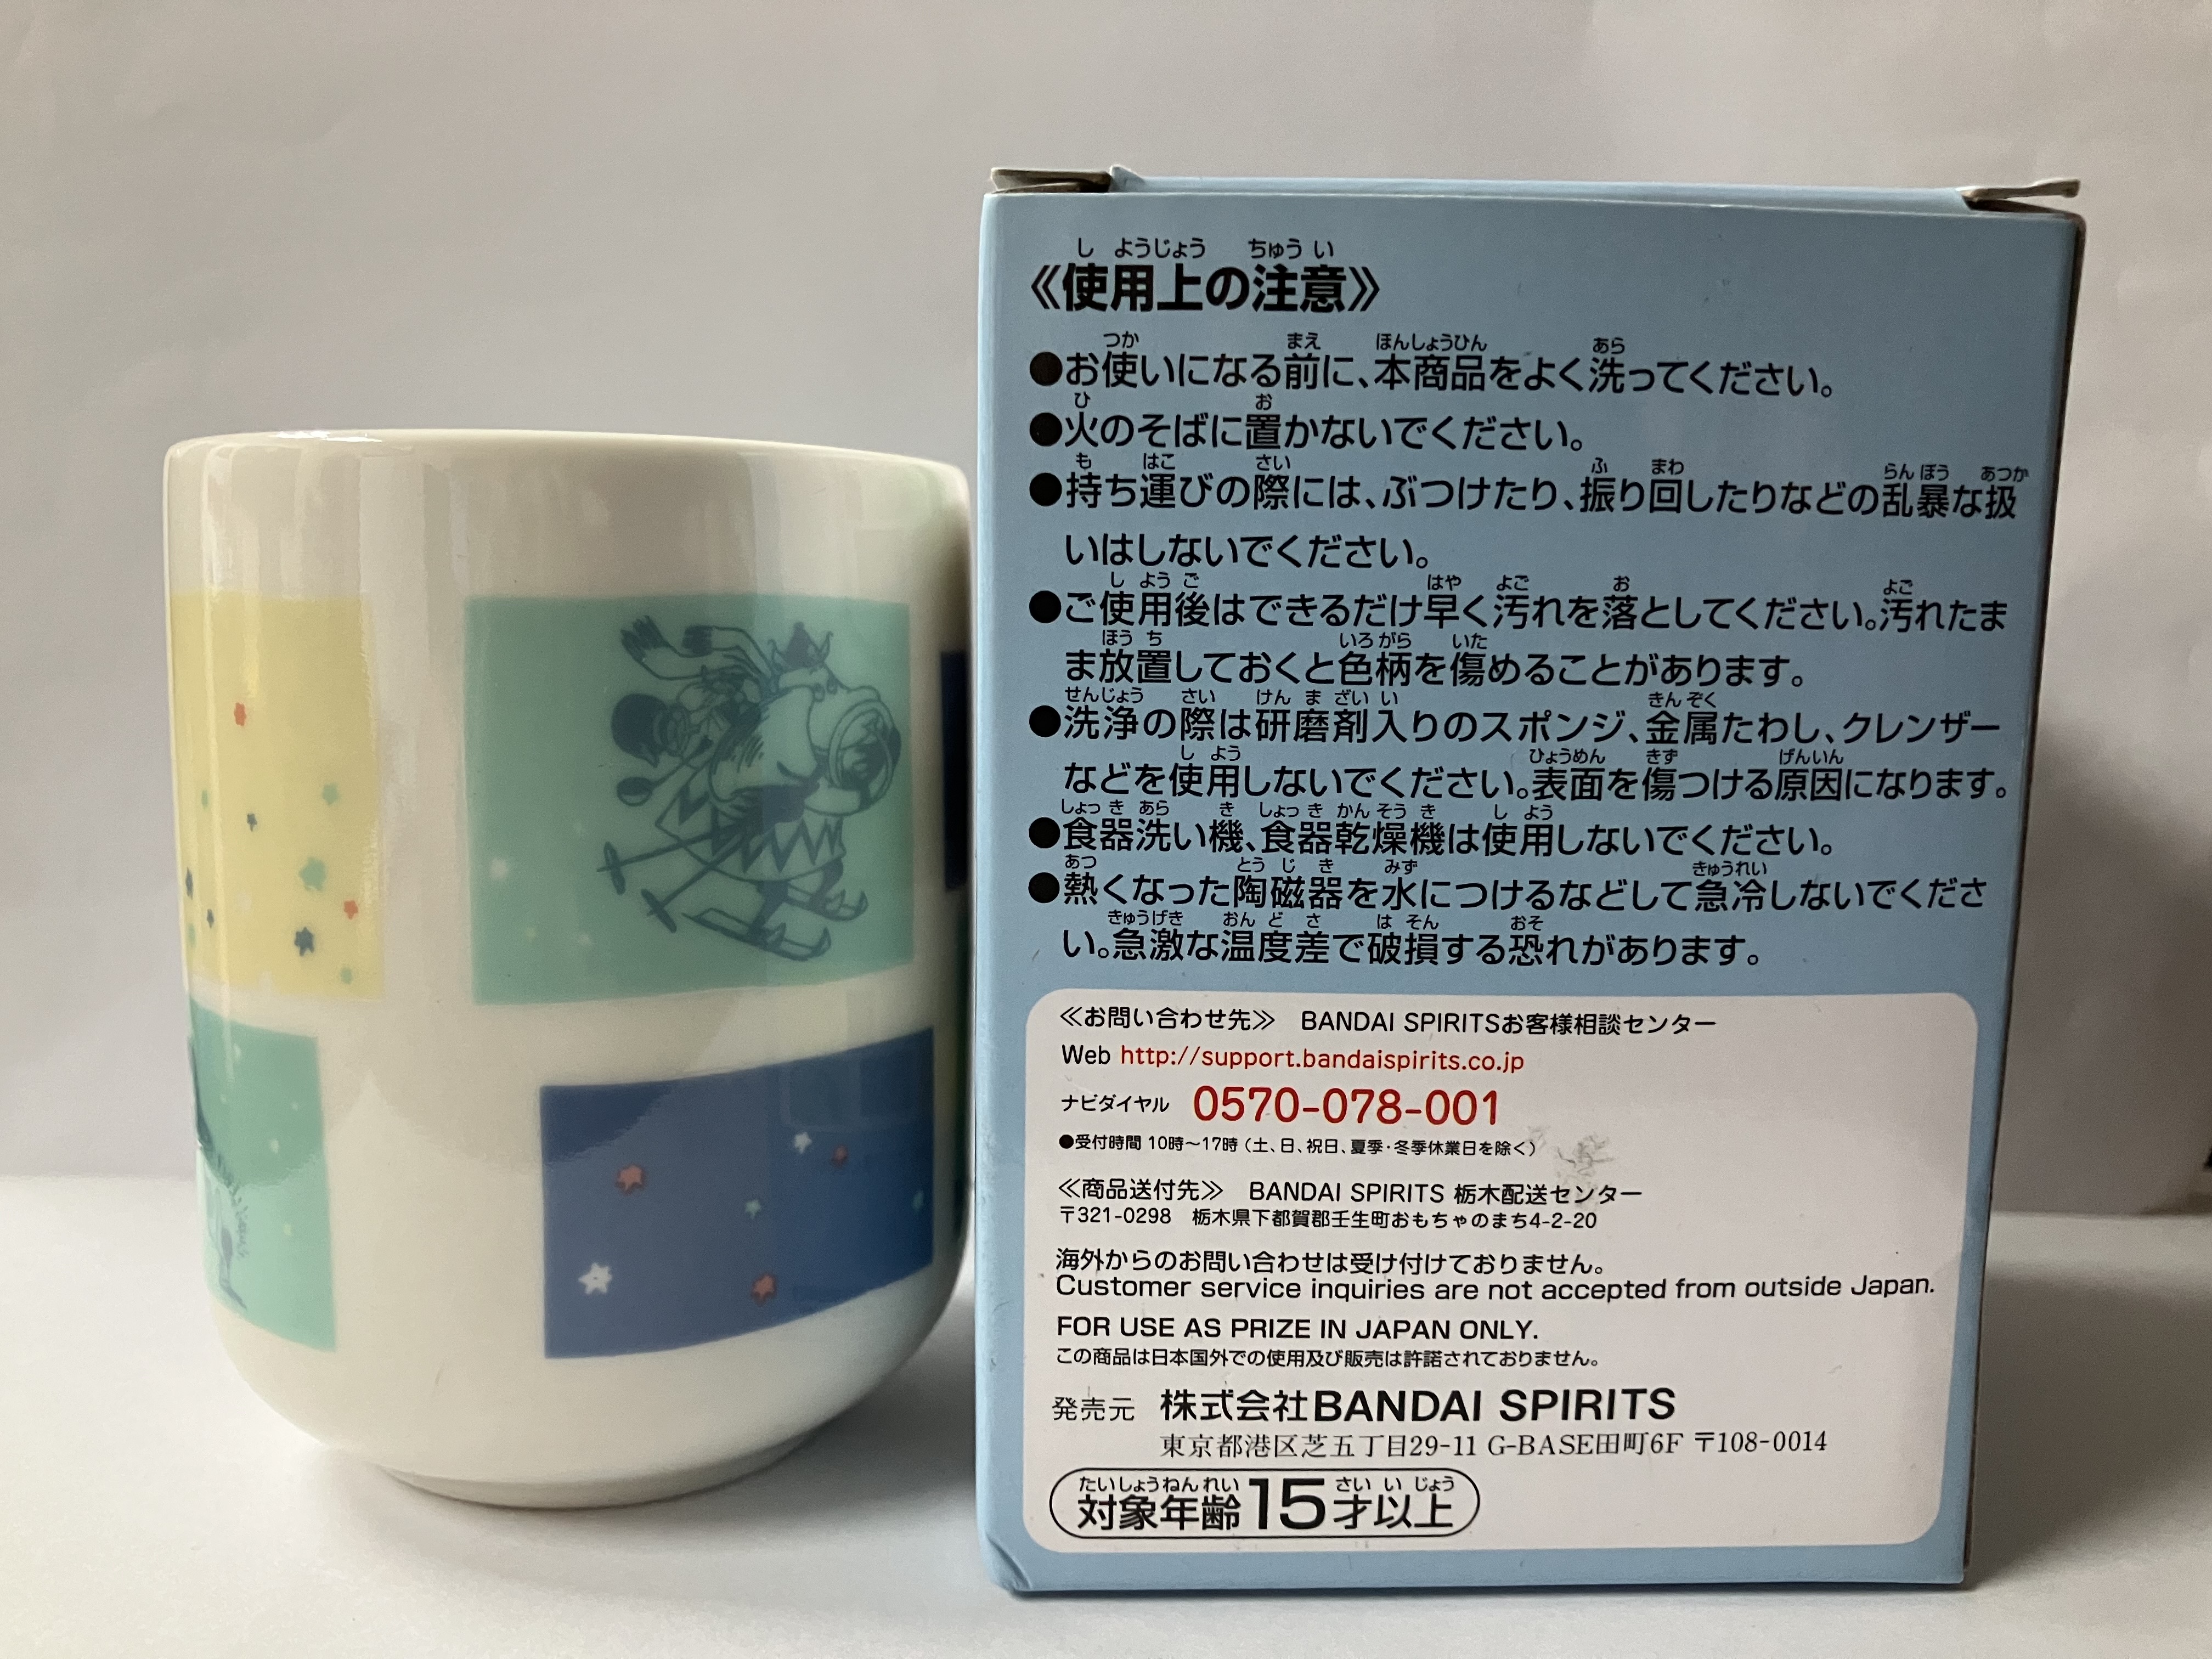 《使用上の注意》
●お使いになる前に、本商品をよく洗ってください。
●火のそばに置かないでください。
●持ち運びの際には、ぶつけたり、振り回したりなどの乱暴な扱
いはしないでください。
●ご使用後はできるだけ早く汚れを落としてください。汚れたま
ま放置しておくと色柄を傷めることがあります。
●洗浄の際は研磨剤入りのスポンジ、金属たわし、クレンザー
などを使用しないでください。表面を傷つける原因になります。
●食器洗い機、食器乾燥機は使用しないでください。
●熱くなった陶磁器を水につけるなどして急冷しないでくださ
い。急激な温度差で破損する恐れがあります。
≪お問い合わせ先≫ BANDAI SPIRITSお客様相談センター
Web http://support.bandaispirits.co.jp
ナビダイヤル 0570-078-001
●受付時間 10時～17時（土、日、祝日、夏季・冬季休業日を除く）
≪商品送付先≫ BANDAI SPIRITS 栃木配送センター
〒321-0298 栃木県下都賀郡壬生町おもちゃのまち4-2-20
海外からのお問い合わせは受け付けておりません。
Customer service inquiries are not accepted from outside Japan.
FOR USE AS PRIZE IN JAPAN ONLY.
この商品は日本国外での使用及び販売は許諾されておりません。
発売元 株式会社BANDAI SPIRITS
東京都港区芝五丁目29-11 G-BASE田町6F 〒108-0014
対象年齢15才以上